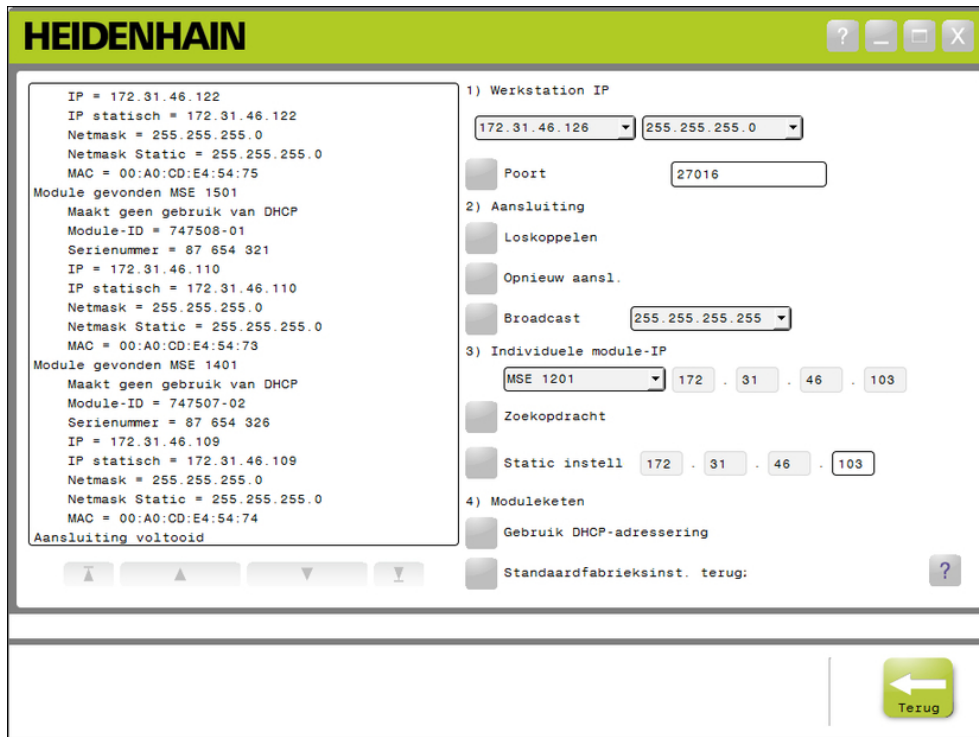 HEIDENHAIN
? _ X
IP = 172.31.46.122
IP statisch = 172.31.46.122
Netmask = 255.255.255.0
Netmask Static = 255.255.255.0
MAC = 00:A0:CD:E4:54:75
Module gevonden MSE 1501
Maakt geen gebruik van DHCP
Module-ID = 747508-01
Serienummer = 87 654 321
IP = 172.31.46.110
IP statisch = 172.31.46.110
Netmask = 255.255.255.0
Netmask Static = 255.255.255.0
MAC = 00:A0:CD:E4:54:73
Module gevonden MSE 1401
Maakt geen gebruik van DHCP
Module-ID = 747507-02
Serienummer = 87 654 326
IP = 172.31.46.109
IP statisch = 172.31.46.109
Netmask = 255.255.255.0
Netmask Static = 255.255.255.0
MAC = 00:A0:CD:E4:54:74
Aansluiting voltooid
1) Werkstation IP
172.31.46.126 255.255.255.0
Poort 27016
2) Aansluiting
Loskoppelen
Opnieuw aansl.
Broadcast 255.255.255.255
3) Individuele module-IP
MSE 1201 172 . 31 . 46 . 103
Zoekopdracht
Static instell 172 . 31 . 46 . 103
4) Moduleketen
Gebruik DHCP-adressering
Standaardfabrieksinst. terug;
?
Terug